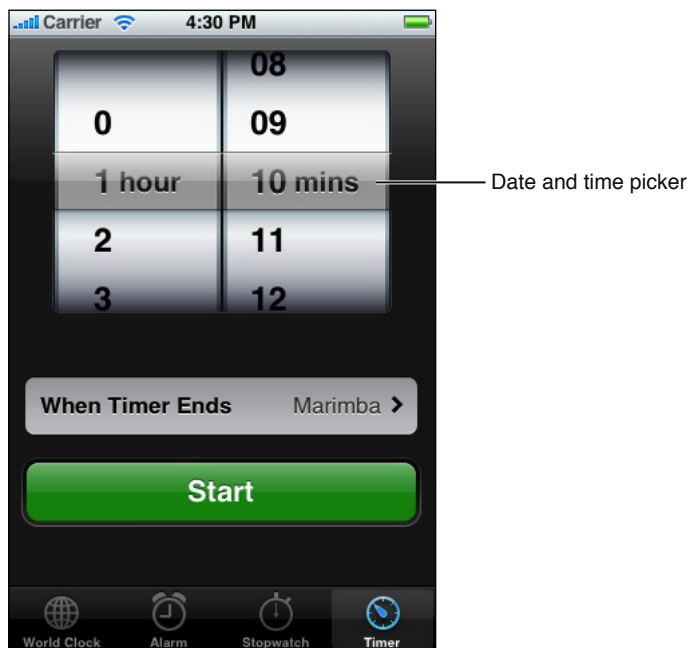 Carrier 4:30 PM
08
0 09
1 hour 10 mins
Date and time picker
2 11
3 12
When Timer Ends Marimba
Start
World Clock Alarm Stopwatch Timer